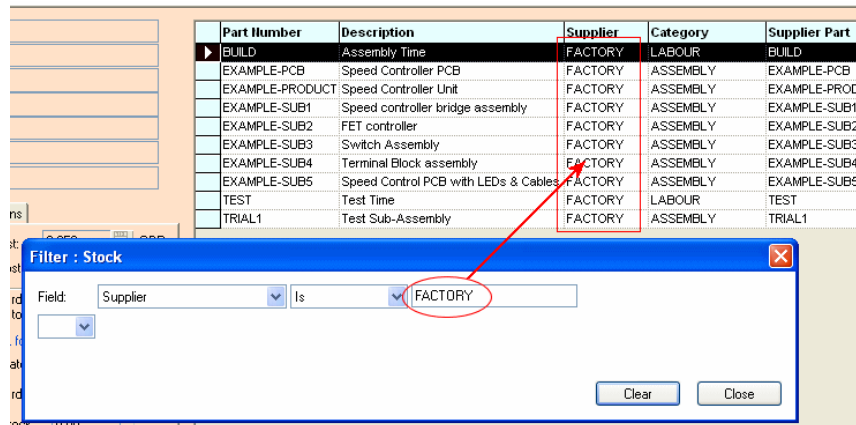 Part Number Description Supplier Category Supplier Part
BUILD Assembly Time FACTORY LABOUR BUILD
EXAMPLE-PCB Speed Controller PCB FACTORY ASSEMBLY EXAMPLE-PCB
EXAMPLE-PRODUCT Speed Controller Unit FACTORY ASSEMBLY EXAMPLE-PROD
EXAMPLE-SUB1 Speed controller bridge assembly FACTORY ASSEMBLY EXAMPLE-SUB1
EXAMPLE-SUB2 FET controller FACTORY ASSEMBLY EXAMPLE-SUB2
EXAMPLE-SUB3 Switch Assembly FACTORY ASSEMBLY EXAMPLE-SUB3
EXAMPLE-SUB4 Terminal Block assembly FACTORY ASSEMBLY EXAMPLE-SUB4
EXAMPLE-SUB5 Speed Control PCB with LEDs & Cables FACTORY ASSEMBLY EXAMPLE-SUB5
TEST Test Time FACTORY LABOUR TEST
TRIAL1 Test Sub-Assembly FACTORY ASSEMBLY TRIAL1
ns
st:
Filter : Stock
Field: Supplier Is FACTORY
Clear Close